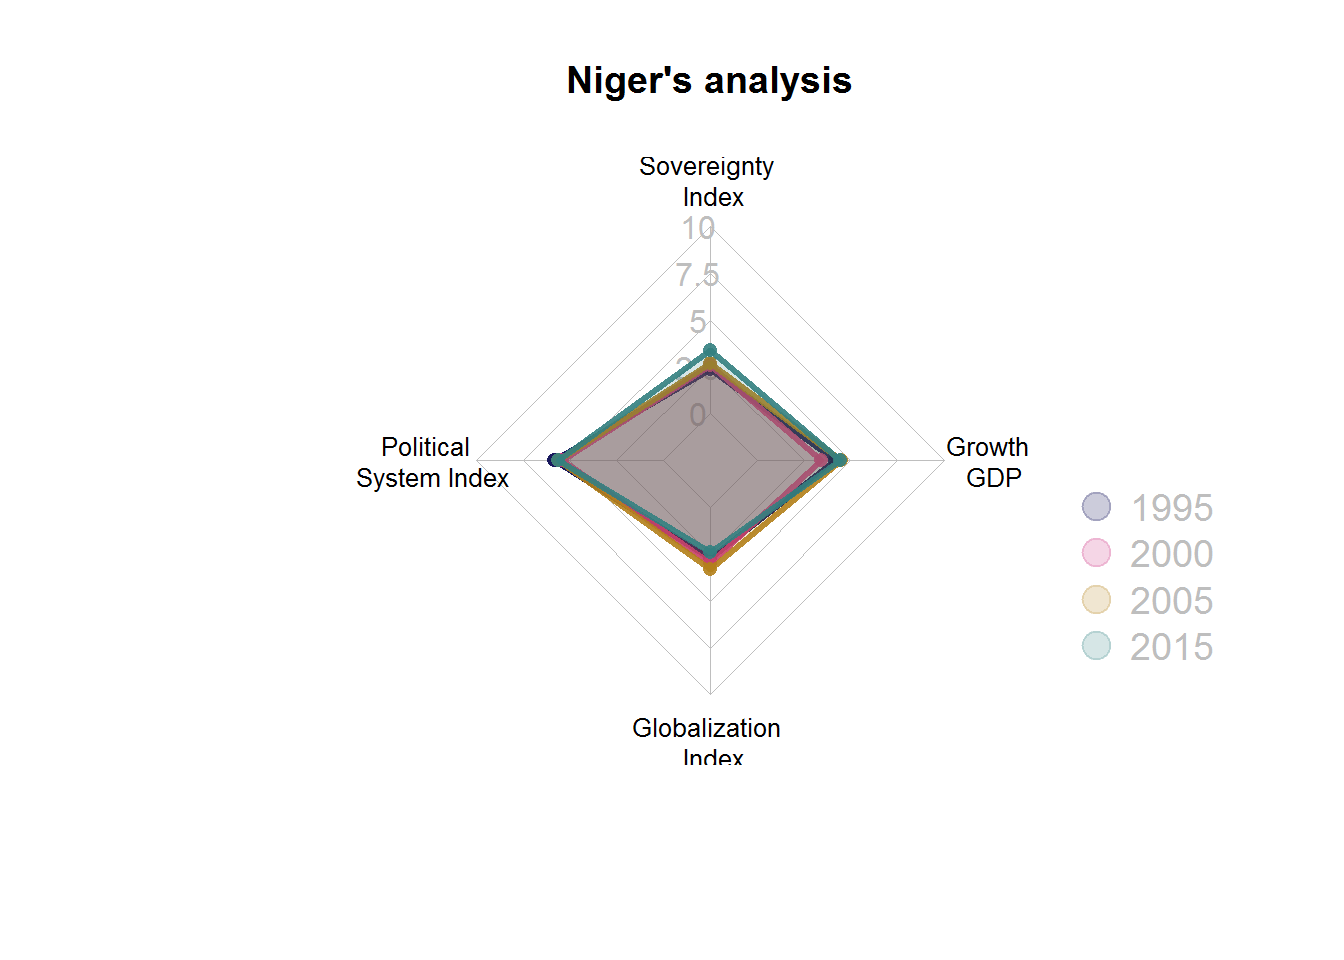 Niger's analysis
Sovereignty
Index
10
7.5
5
0
Political
System Index
Growth
GDP
1995
2000
2005
2015
Globalization
Index